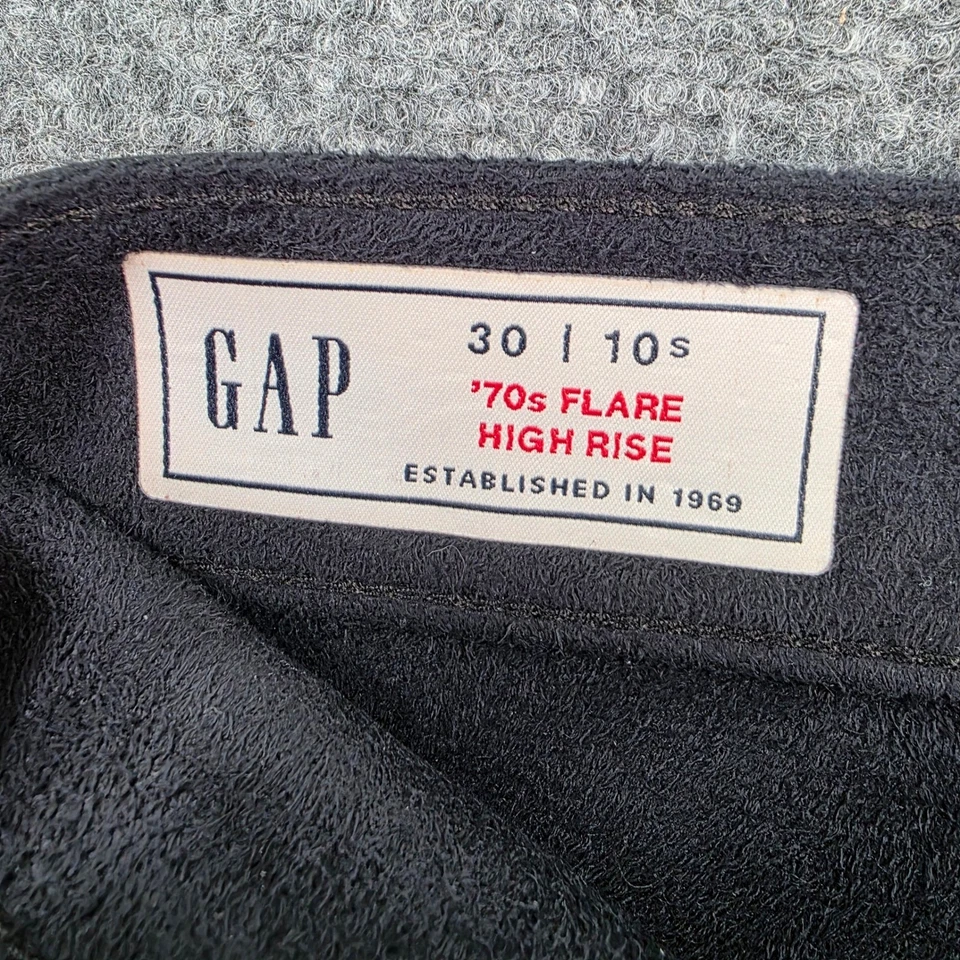 GAP
30 | 10s
'70s FLARE
HIGH RISE
ESTABLISHED IN 1969